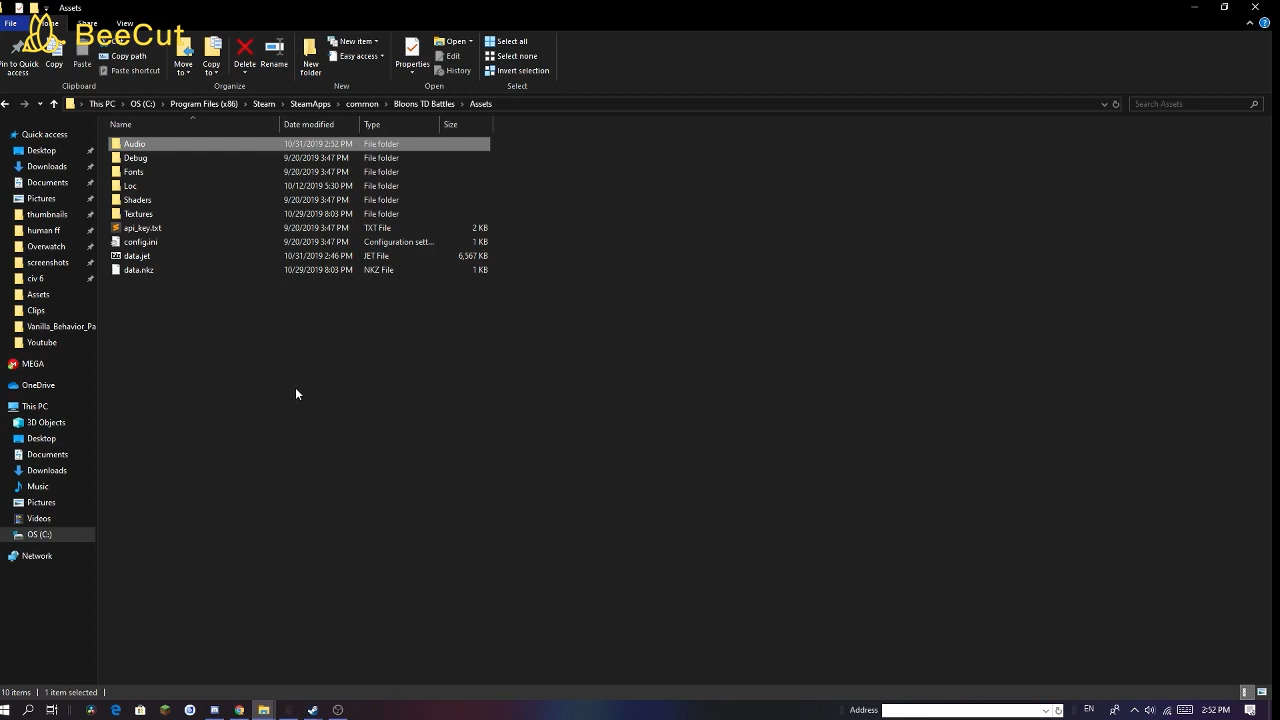 Assets
File
Share
View
BeeCut
Pin to Quick access
Copy
Paste
Copy path
Paste shortcut
Clipboard
Move to
Copy to
Delete
Rename
Organize
New folder
New item
Easy access
New
Properties
Open
Edit
History
Open
Select all
Select none
Invert selection
Select
This PC
OS (C:)
Program Files (x86)
Steam
SteamApps
common
Bloons TD Battles
Assets
Search Assets
Name Date modified Type Size
Audio 10/31/2019 2:52 PM File folder
Debug 9/20/2019 3:47 PM File folder
Fonts 9/20/2019 3:47 PM File folder
Loc 10/12/2019 5:30 PM File folder
Shaders 9/20/2019 3:47 PM File folder
Textures 10/29/2019 8:03 PM File folder
api_key.txt 9/20/2019 3:47 PM TXT File 2 KB
config.ini 9/20/2019 3:47 PM Configuration sett... 1 KB
data.jet 10/31/2019 2:46 PM JET File 6,567 KB
data.nkz 10/29/2019 8:03 PM NKZ File 1 KB
Quick access
Desktop
Downloads
Documents
Pictures
thumbnails
human ff
Overwatch
screenshots
civ 6
Assets
Clips
Vanilla_Behavior_Pa
Youtube
MEGA
OneDrive
This PC
3D Objects
Desktop
Documents
Downloads
Music
Pictures
Videos
OS (C:)
Network
10 items
1 item selected
Address
EN
2:52 PM